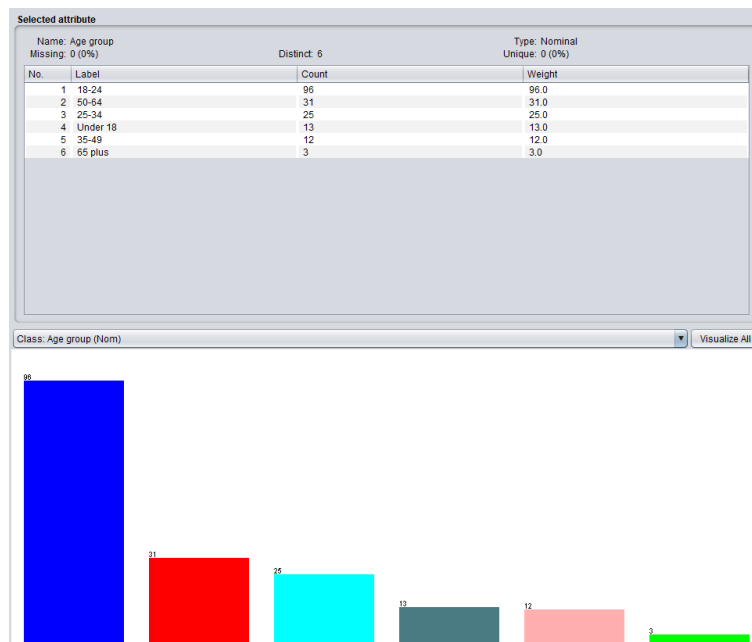 Selected attribute
Name: Age group Type: Nominal
Missing: 0 (0%) Distinct: 6 Unique: 0 (0%)
No. Label Count Weight
1 18-24 96 96.0
2 50-64 31 31.0
3 25-34 25 25.0
4 Under 18 13 13.0
5 35-49 12 12.0
6 65 plus 3 3.0
Class: Age group (Nom) Visualize All
96
31
25
13
12
3